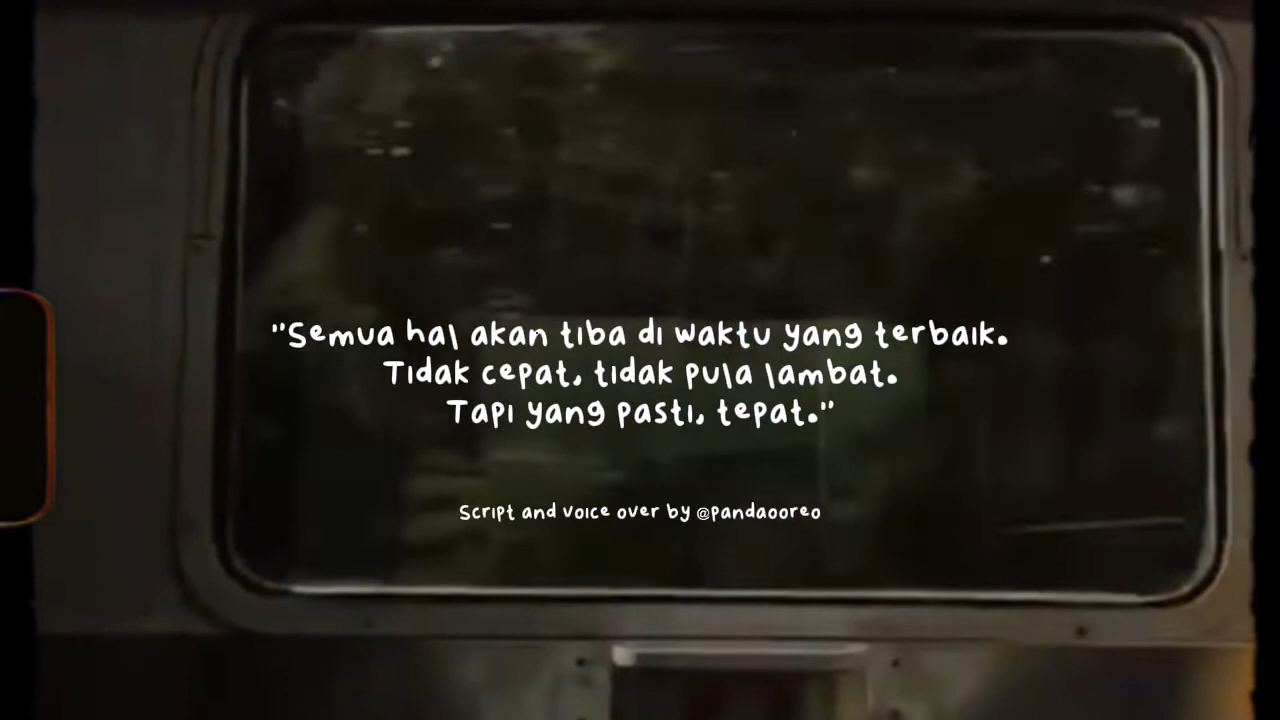 "Semua hal akan tiba di waktu yang terbaik.
Tidak cepat, tidak pula lambat.
Tapi yang pasti, tepat."
Script and voice over by @pandaooreo